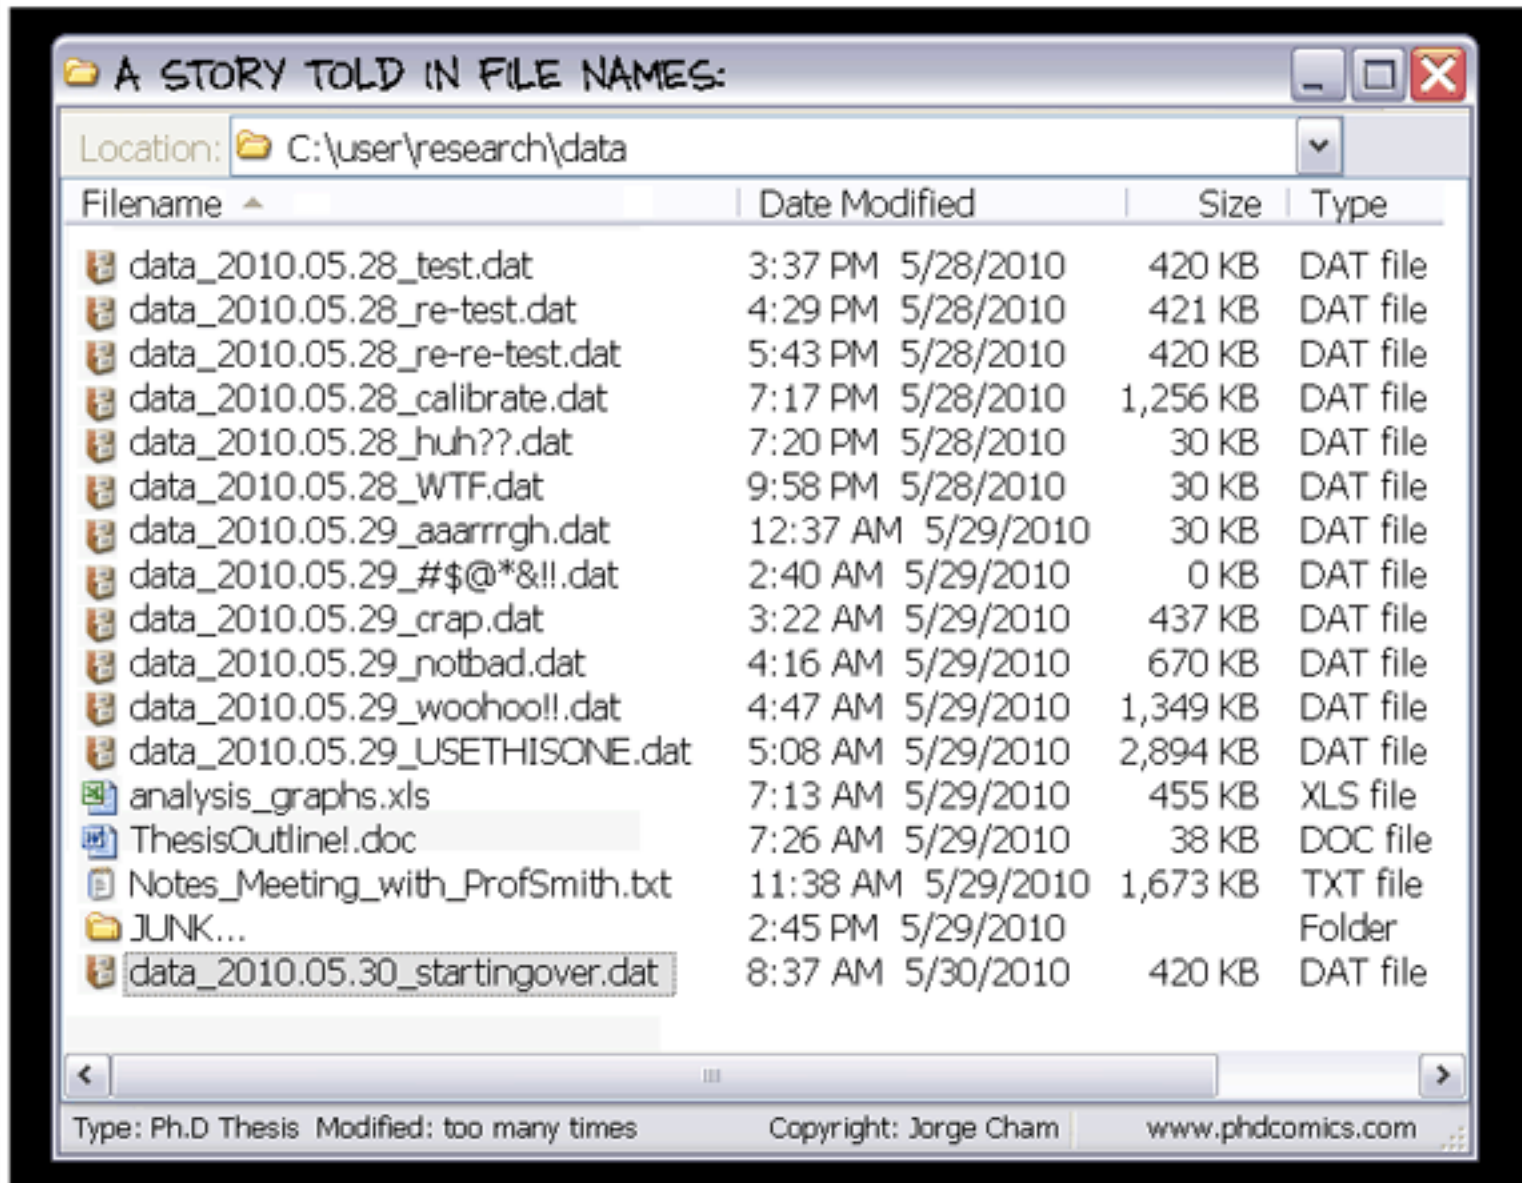 A STORY TOLD IN FILE NAMES:
Location: C:\user\research\data
Filename Date Modified Size Type
data_2010.05.28_test.dat 3:37 PM 5/28/2010 420 KB DAT file
data_2010.05.28_re-test.dat 4:29 PM 5/28/2010 421 KB DAT file
data_2010.05.28_re-re-test.dat 5:43 PM 5/28/2010 420 KB DAT file
data_2010.05.28_calibrate.dat 7:17 PM 5/28/2010 1,256 KB DAT file
data_2010.05.28_huh??.dat 7:20 PM 5/28/2010 30 KB DAT file
data_2010.05.28_WTF.dat 9:58 PM 5/28/2010 30 KB DAT file
data_2010.05.29_aaarrrgh.dat 12:37 AM 5/29/2010 30 KB DAT file
data_2010.05.29_#$@*&!!.dat 2:40 AM 5/29/2010 0 KB DAT file
data_2010.05.29_crap.dat 3:22 AM 5/29/2010 437 KB DAT file
data_2010.05.29_notbad.dat 4:16 AM 5/29/2010 670 KB DAT file
data_2010.05.29_woohoo!!.dat 4:47 AM 5/29/2010 1,349 KB DAT file
data_2010.05.29_USETHISONE.dat 5:08 AM 5/29/2010 2,894 KB DAT file
analysis_graphs.xls 7:13 AM 5/29/2010 455 KB XLS file
ThesisOutline!.doc 7:26 AM 5/29/2010 38 KB DOC file
Notes_Meeting_with_ProfSmith.txt 11:38 AM 5/29/2010 1,673 KB TXT file
JUNK... 2:45 PM 5/29/2010 Folder
data_2010.05.30_startingover.dat 8:37 AM 5/30/2010 420 KB DAT file
Type: Ph.D Thesis Modified: too many times Copyright: Jorge Cham www.phdcomics.com